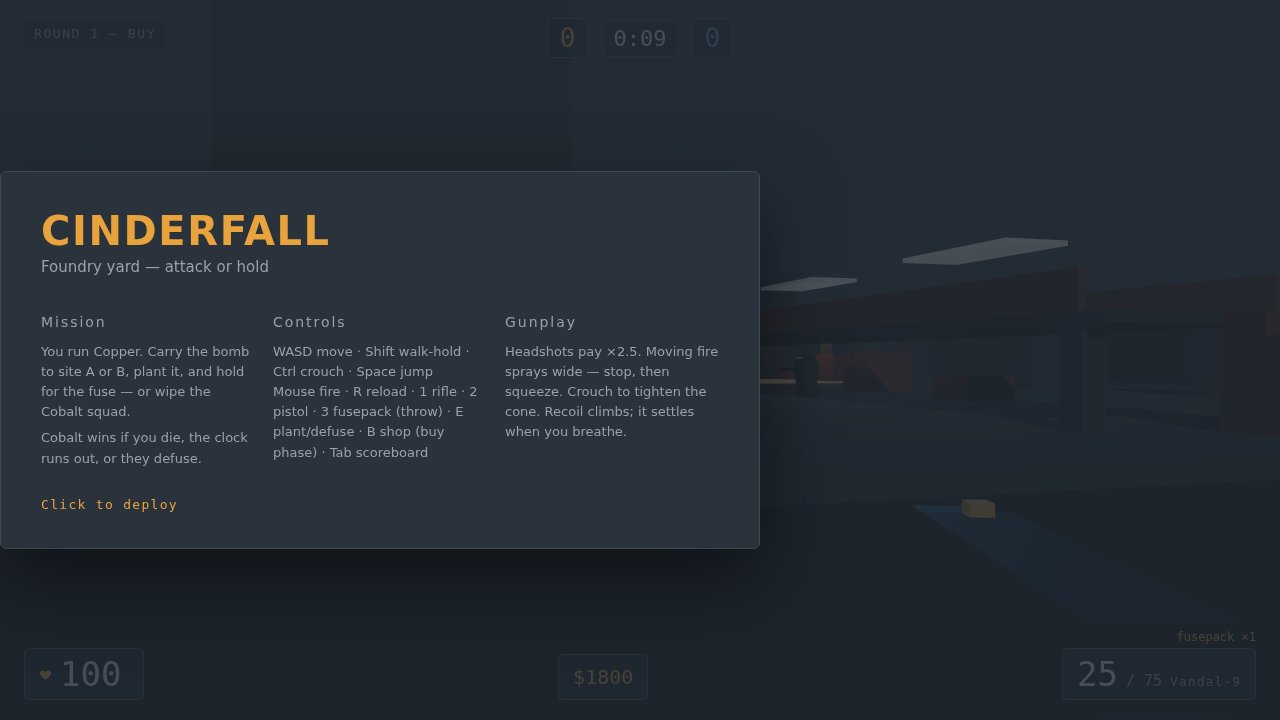 ROUND 1 — BUY
0
0:09
0
CINDERFALL
Foundry yard — attack or hold
Mission
You run Copper. Carry the bomb
to site A or B, plant it, and hold
for the fuse — or wipe the
Cobalt squad.
Cobalt wins if you die, the clock
runs out, or they defuse.
Controls
WASD move · Shift walk-hold ·
Ctrl crouch · Space jump
Mouse fire · R reload · 1 rifle · 2
pistol · 3 fusepack (throw) · E
plant/defuse · B shop (buy
phase) · Tab scoreboard
Gunplay
Headshots pay ×2.5. Moving fire
sprays wide — stop, then
squeeze. Crouch to tighten the
cone. Recoil climbs; it settles
when you breathe.
Click to deploy
100
$1800
fusepack ×1
25 / 75 Vandal-9